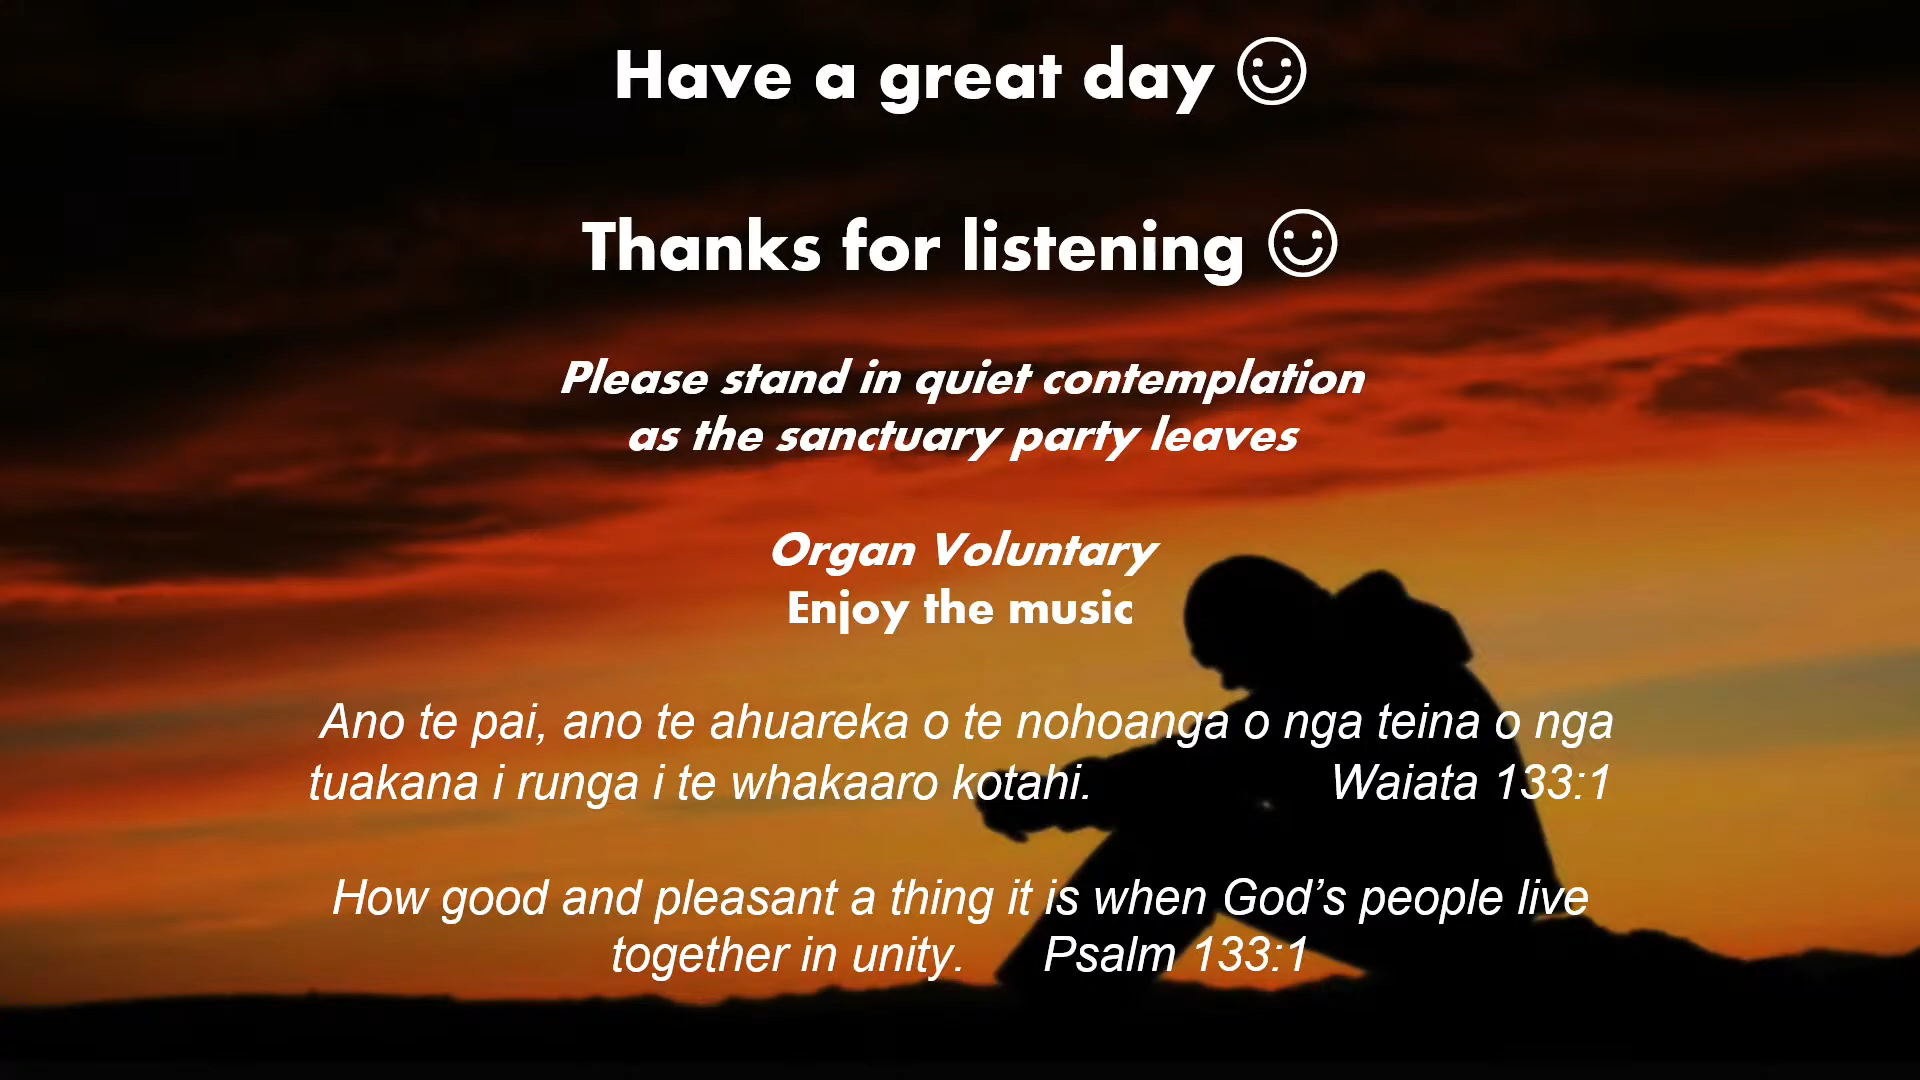 Have a great day ☺
Thanks for listening ☺
Please stand in quiet contemplation
as the sanctuary party leaves
Organ Voluntary
Enjoy the music
Ano te pai, ano te ahuareka o te nohoanga o nga teina o nga
tuakana i runga i te whakaaro kotahi. Waiata 133:1
How good and pleasant a thing it is when God’s people live
together in unity. Psalm 133:1